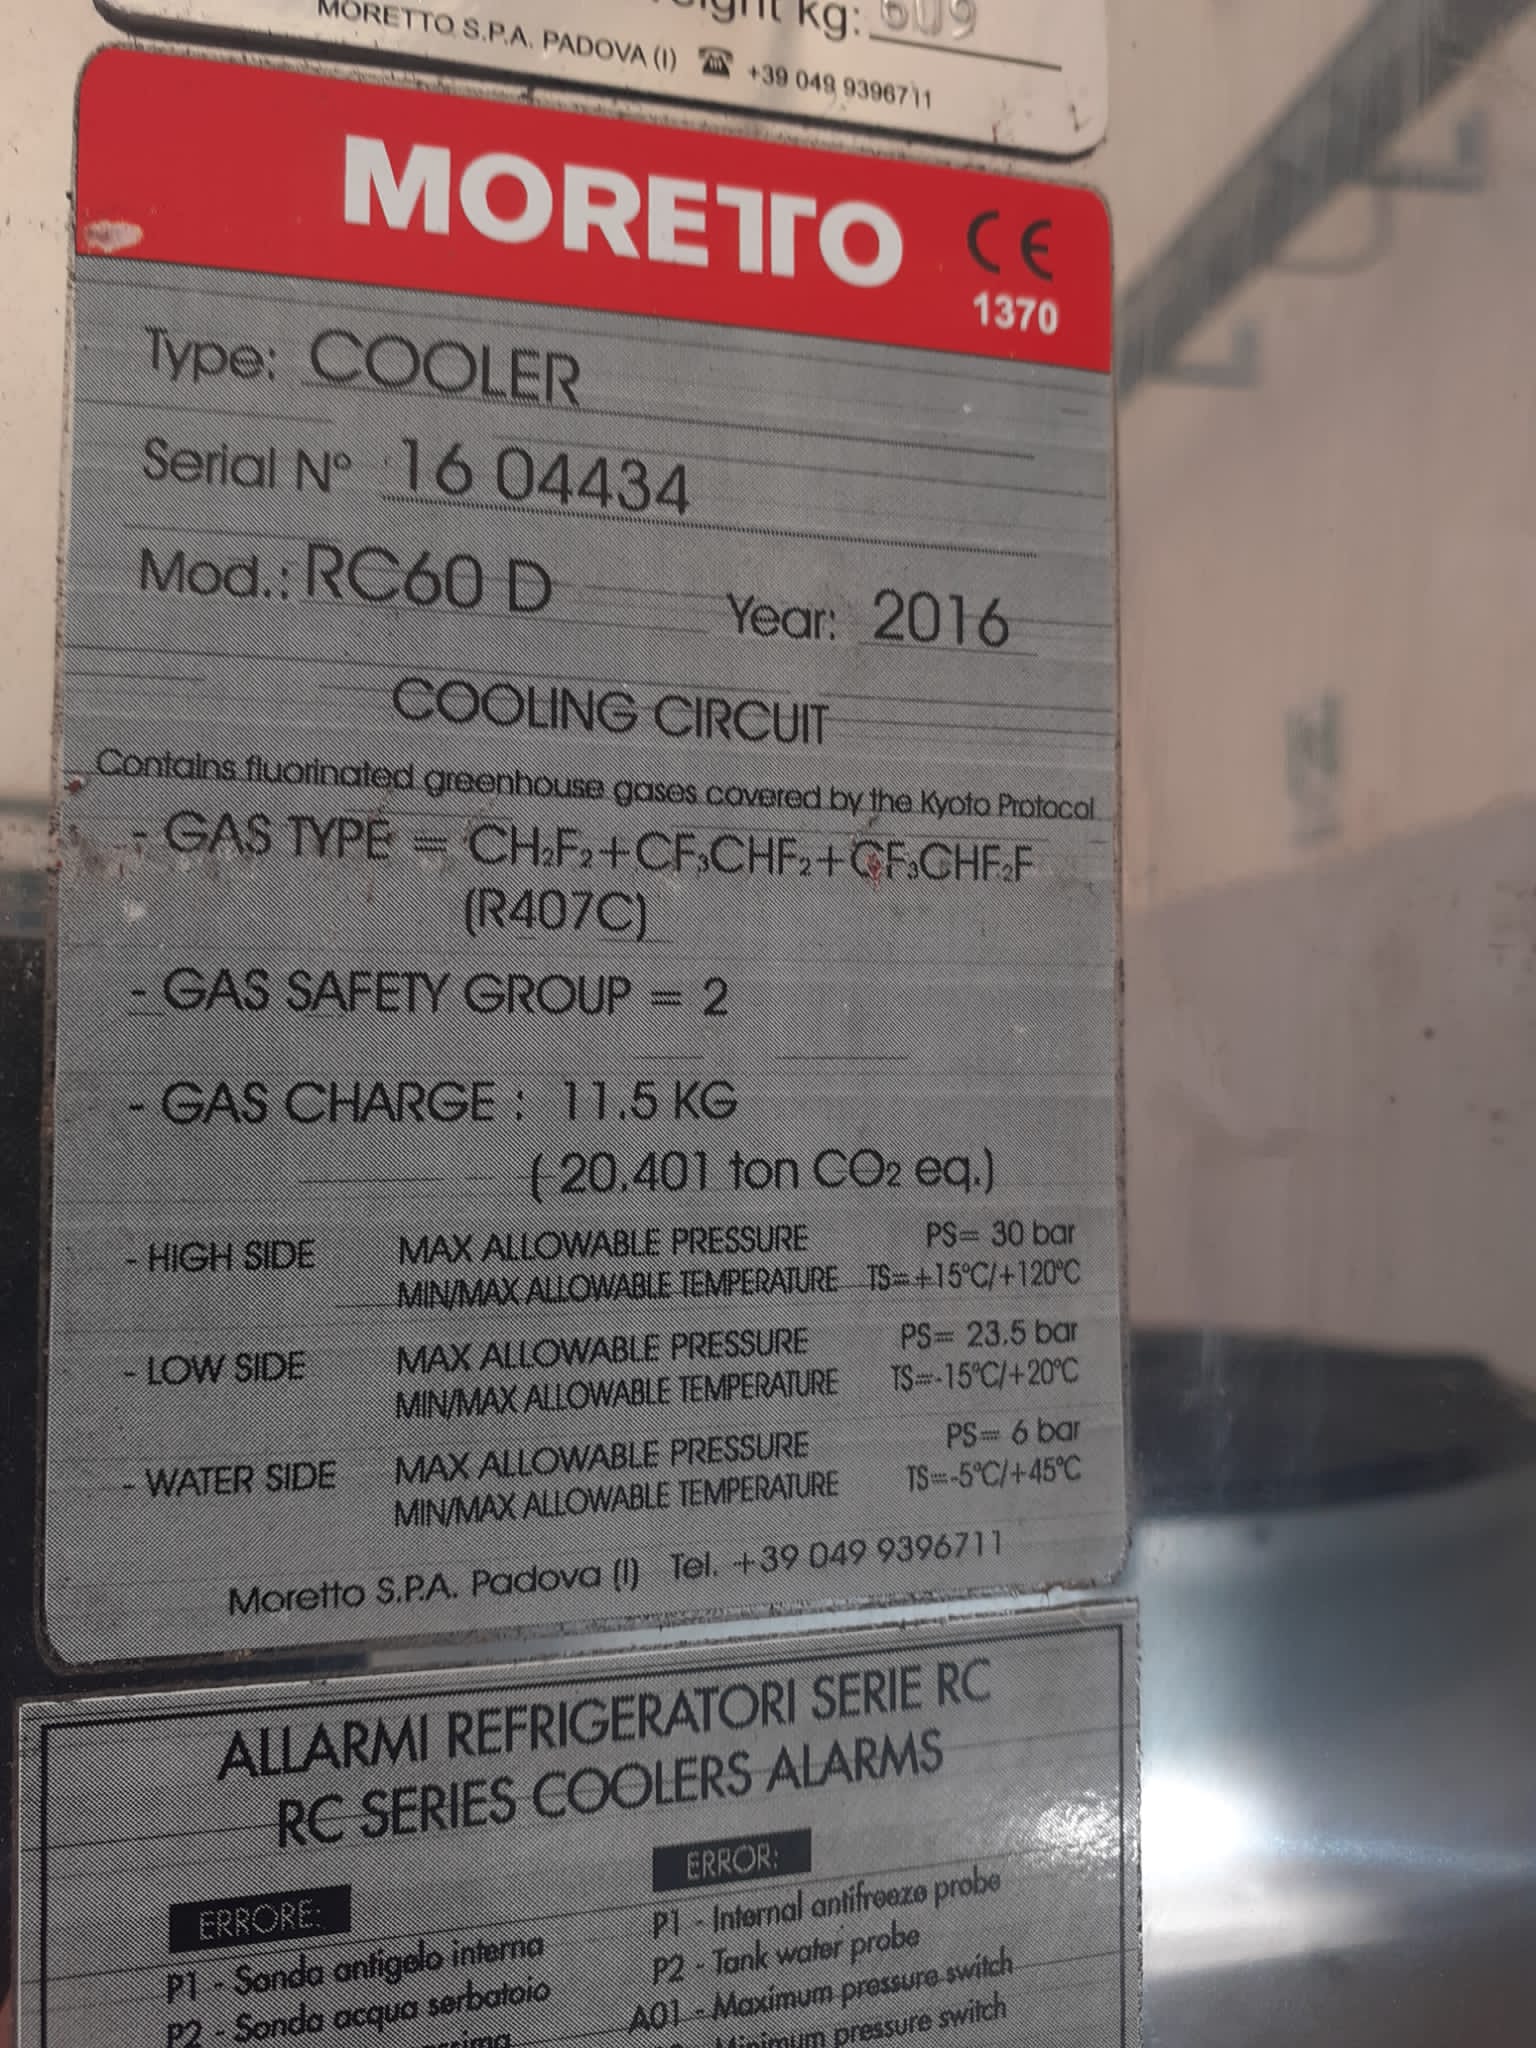 eight kg: 609
MORETTO S.P.A. PADOVA (I) ☎ +39 049 9396711
MORETTO CE
1370
Type: COOLER
Serial N° 16 04434
Mod.: RC60 D Year: 2016
COOLING CIRCUIT
Contains fluorinated greenhouse gases covered by the Kyoto Protocol
- GAS TYPE = CH₂F₂+CF₃CHF₂+CF₃CHF₂F
(R407C)
- GAS SAFETY GROUP = 2
- GAS CHARGE : 11.5 KG
( 20.401 ton CO₂ eq.)
- HIGH SIDE MAX ALLOWABLE PRESSURE PS= 30 bar
MIN/MAX ALLOWABLE TEMPERATURE TS=+15°C/+120°C
- LOW SIDE MAX ALLOWABLE PRESSURE PS= 23.5 bar
MIN/MAX ALLOWABLE TEMPERATURE TS=-15°C/+20°C
- WATER SIDE MAX ALLOWABLE PRESSURE PS= 6 bar
MIN/MAX ALLOWABLE TEMPERATURE TS=-5°C/+45°C
Moretto S.P.A. Padova (I) Tel. +39 049 9396711
ALLARMI REFRIGERATORI SERIE RC
RC SERIES COOLERS ALARMS
ERRORE:
P1 - Sonda antigelo interna
P2 - Sonda acqua serbatoio
ERROR:
P1 - Internal antifreeze probe
P2 - Tank water probe
A01 - Maximum pressure switch
Minimum pressure switch